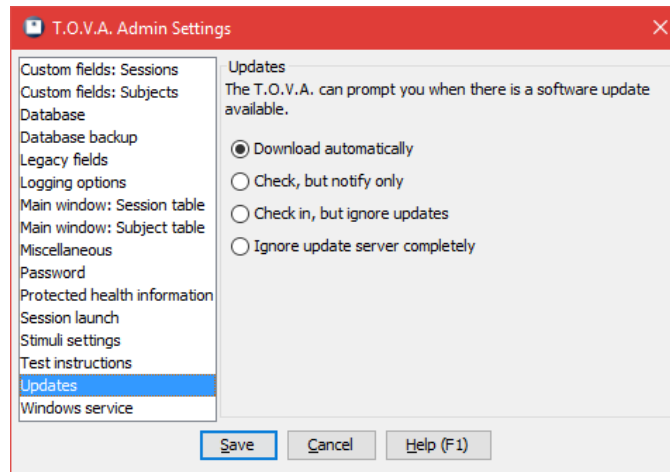 T.O.V.A. Admin Settings
Custom fields: Sessions
Custom fields: Subjects
Database
Database backup
Legacy fields
Logging options
Main window: Session table
Main window: Subject table
Miscellaneous
Password
Protected health information
Session launch
Stimuli settings
Test instructions
Updates
Windows service
Updates
The T.O.V.A. can prompt you when there is a software update
available.
Download automatically
Check, but notify only
Check in, but ignore updates
Ignore update server completely
Save
Cancel
Help (F1)